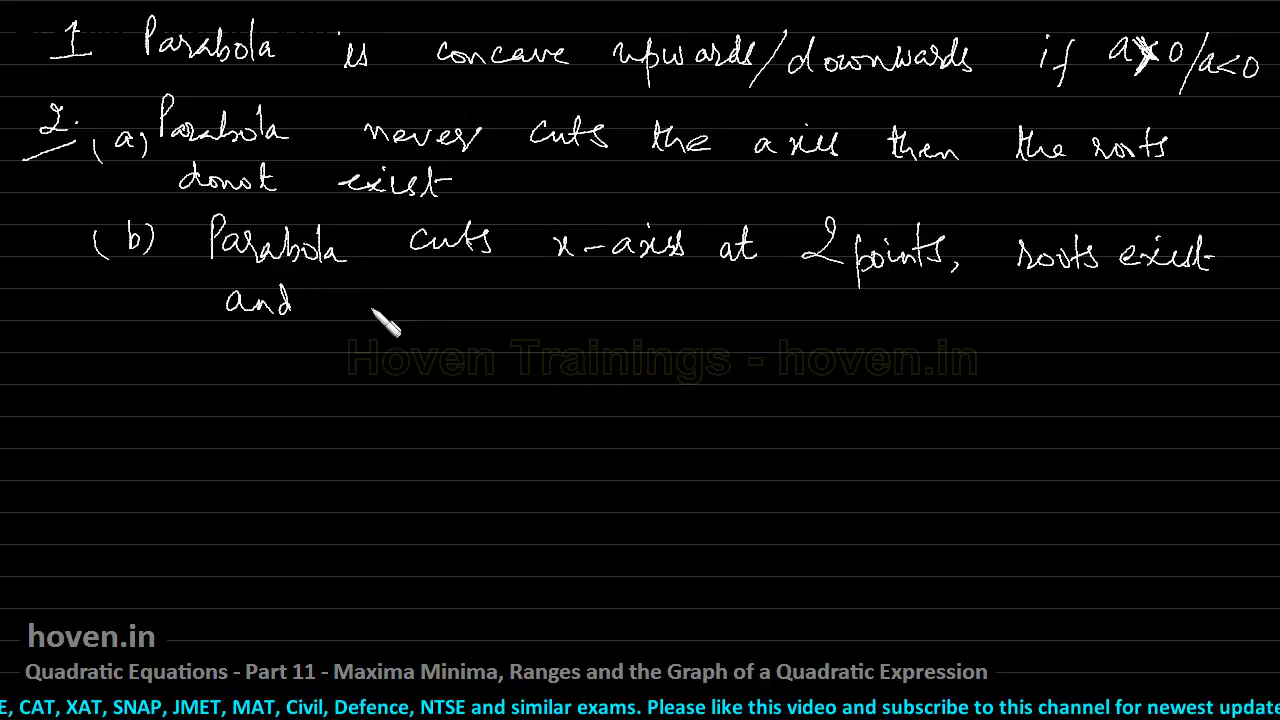 1 Parabola is concave upwards/downwards if a>0/a<0
2. (a) Parabola never cuts the axis then the roots
donot exist
(b) Parabola cuts x-axis at 2 points, roots exist
and
Hoven Trainings - hoven.in
hoven.in
Quadratic Equations - Part 11 - Maxima Minima, Ranges and the Graph of a Quadratic Expression
E, CAT, XAT, SNAP, JMET, MAT, Civil, Defence, NTSE and similar exams. Please like this video and subscribe to this channel for newest update